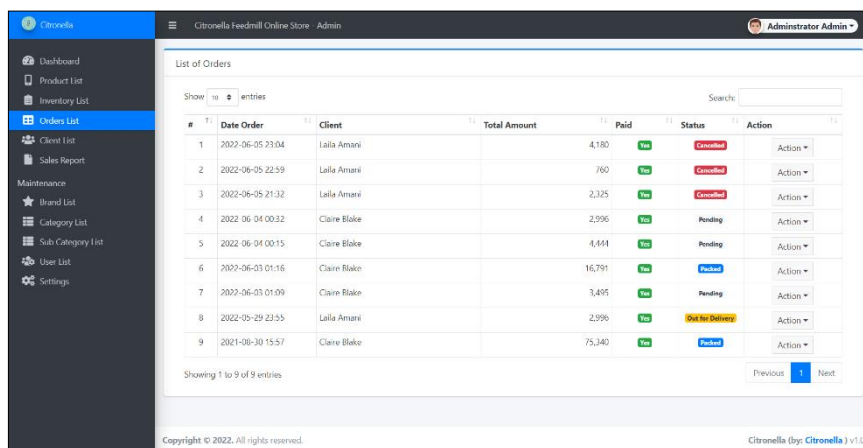 Citronella
Citronella Feedmill Online Store - Admin
Adminstrator Admin
Dashboard
Product List
Inventory List
Orders List
Client List
Sales Report
Maintenance
Brand List
Category List
Sub Category List
User List
Settings
List of Orders
Show 10 entries
Search:
# Date Order Client Total Amount Paid Status Action
1 2022-06-05 23:04 Laila Amani 4,180 Yes Cancelled Action
2 2022-06-05 22:59 Laila Amani 760 Yes Cancelled Action
3 2022-06-05 21:32 Laila Amani 2,325 Yes Cancelled Action
4 2022-06-04 00:32 Claire Blake 2,996 Yes Pending Action
5 2022-06-04 00:15 Claire Blake 4,444 Yes Pending Action
6 2022-06-03 01:16 Claire Blake 16,791 Yes Packed Action
7 2022-06-03 01:09 Claire Blake 3,495 Yes Pending Action
8 2022-05-29 23:55 Laila Amani 2,996 Yes Out for Delivery Action
9 2021-08-30 15:57 Claire Blake 75,340 Yes Packed Action
Showing 1 to 9 of 9 entries
Previous 1 Next
Copyright © 2022. All rights reserved.
Citronella (by: Citronella ) v1.0